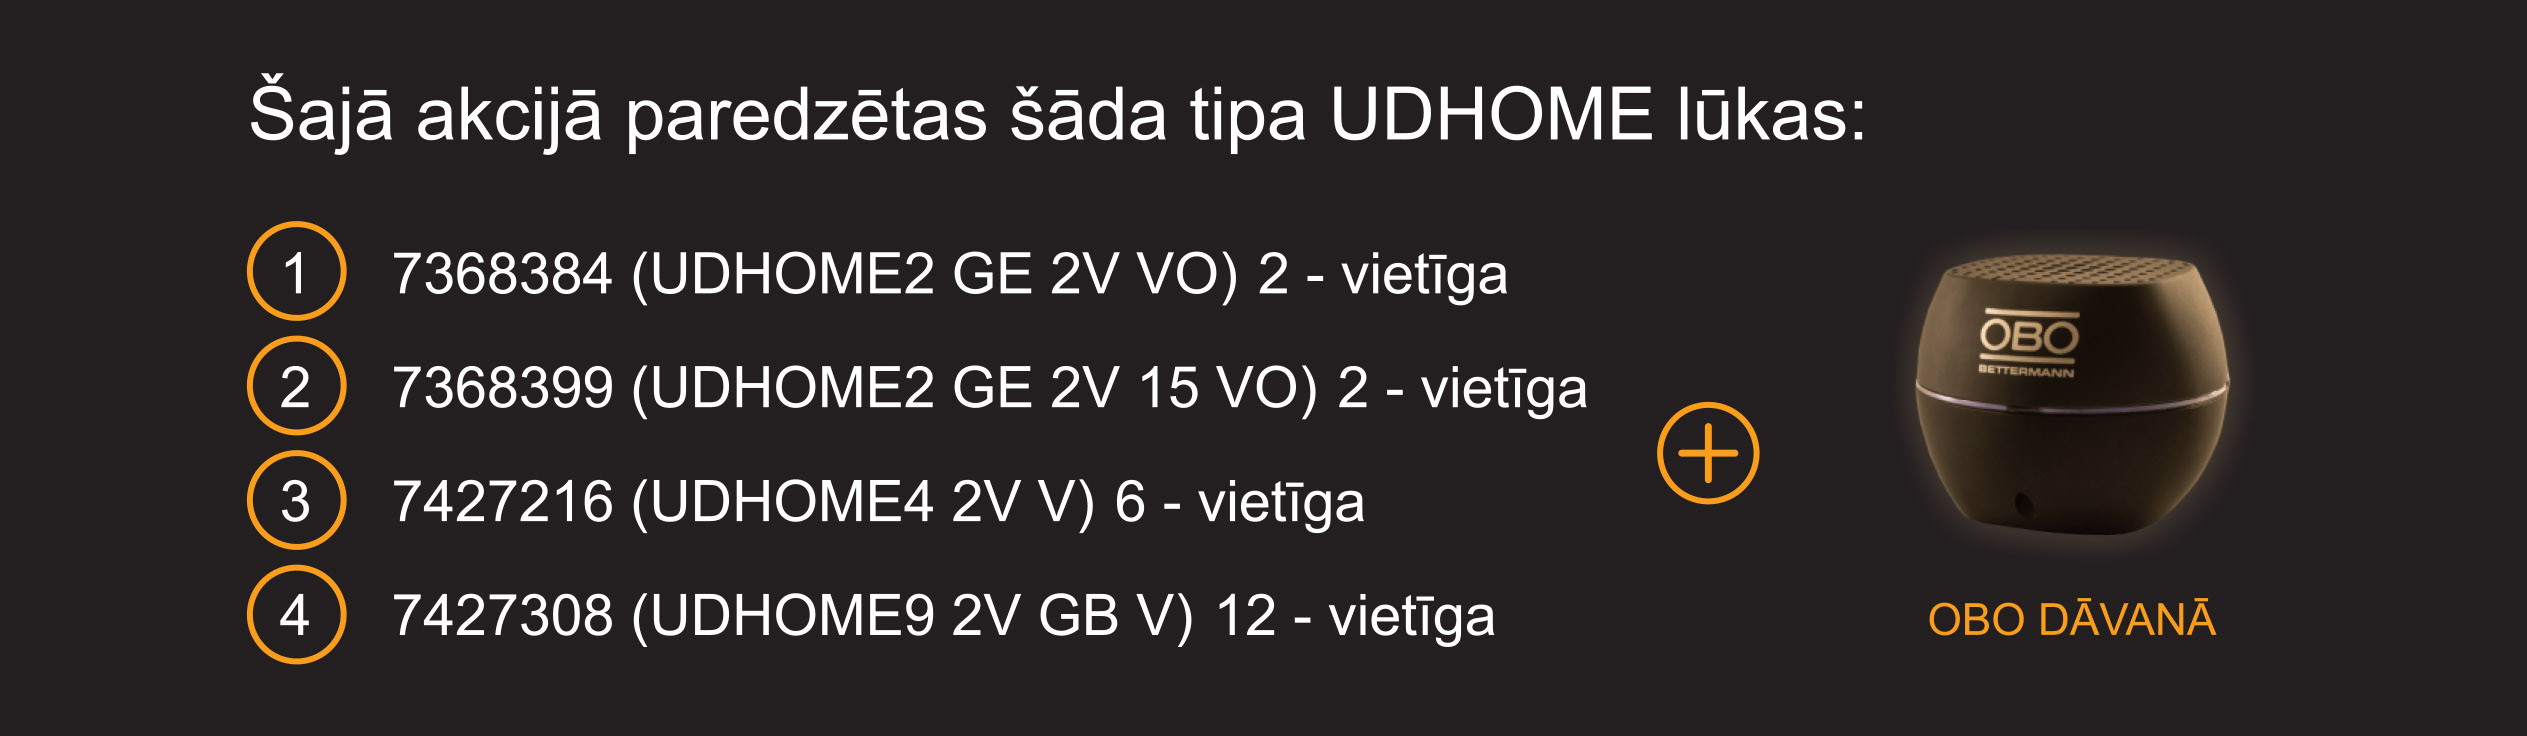 Šajā akcijā paredzētas šāda tipa UDHOME lūkas:
1 7368384 (UDHOME2 GE 2V VO) 2 - vietīga
2 7368399 (UDHOME2 GE 2V 15 VO) 2 - vietīga
3 7427216 (UDHOME4 2V V) 6 - vietīga
4 7427308 (UDHOME9 2V GB V) 12 - vietīga
OBO
BETTERMANN
OBO DĀVANĀ